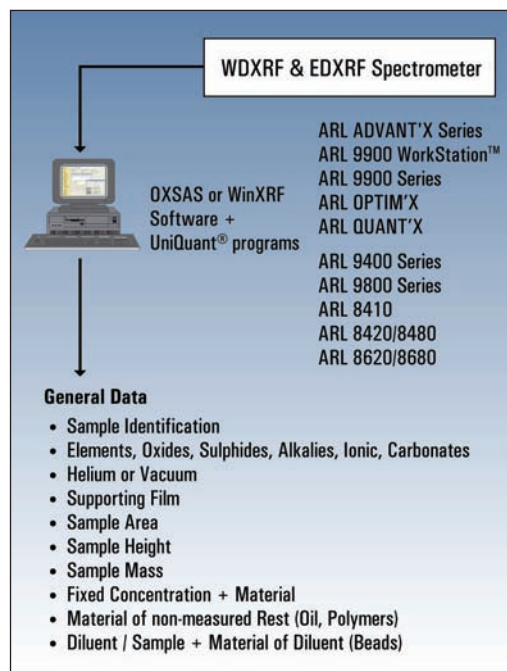 WDXRF & EDXRF Spectrometer
ARL ADVANT'X Series
ARL 9900 WorkStation™
ARL 9900 Series
ARL OPTIM'X
ARL QUANT'X
ARL 9400 Series
ARL 9800 Series
ARL 8410
ARL 8420/8480
ARL 8620/8680
OXSAS or WinXRF
Software +
UniQuant® programs
General Data
• Sample Identification
• Elements, Oxides, Sulphides, Alkalies, Ionic, Carbonates
• Helium or Vacuum
• Supporting Film
• Sample Area
• Sample Height
• Sample Mass
• Fixed Concentration + Material
• Material of non-measured Rest (Oil, Polymers)
• Diluent / Sample + Material of Diluent (Beads)